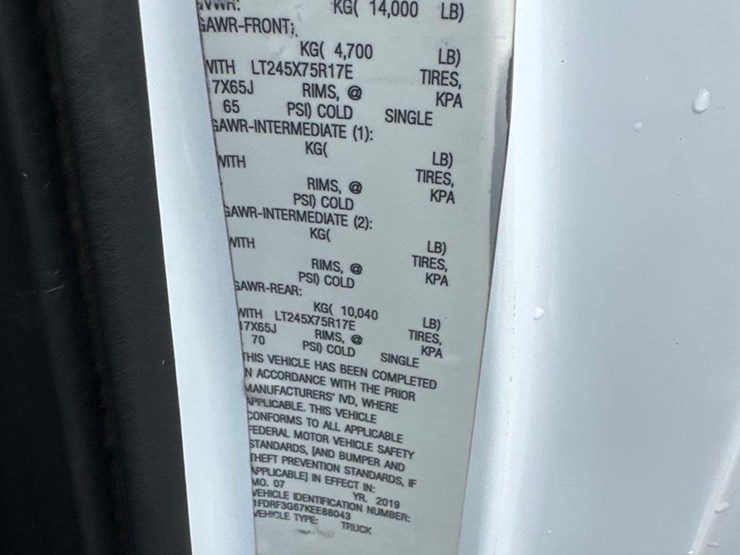 GVWR: KG( 14,000 LB)
GAWR-FRONT:
KG( 4,700 LB)
WITH LT245X75R17E TIRES,
17X65J RIMS, @ KPA
65 PSI) COLD SINGLE
GAWR-INTERMEDIATE (1):
KG( LB)
WITH TIRES,
RIMS, @ KPA
PSI) COLD
GAWR-INTERMEDIATE (2):
KG( LB)
WITH TIRES,
RIMS, @ KPA
PSI) COLD
GAWR-REAR:
KG( 10,040 LB)
WITH LT245X75R17E TIRES,
17X65J RIMS, @ KPA
70 PSI) COLD SINGLE
THIS VEHICLE HAS BEEN COMPLETED
IN ACCORDANCE WITH THE PRIOR
MANUFACTURERS' IVD, WHERE
APPLICABLE. THIS VEHICLE
CONFORMS TO ALL APPLICABLE
FEDERAL MOTOR VEHICLE SAFETY
STANDARDS, [AND BUMPER AND
THEFT PREVENTION STANDARDS, IF
APPLICABLE] IN EFFECT IN:
MO. 07 YR. 2019
VEHICLE IDENTIFICATION NUMBER:
1FDRF3G67KEE88043
VEHICLE TYPE: TRUCK